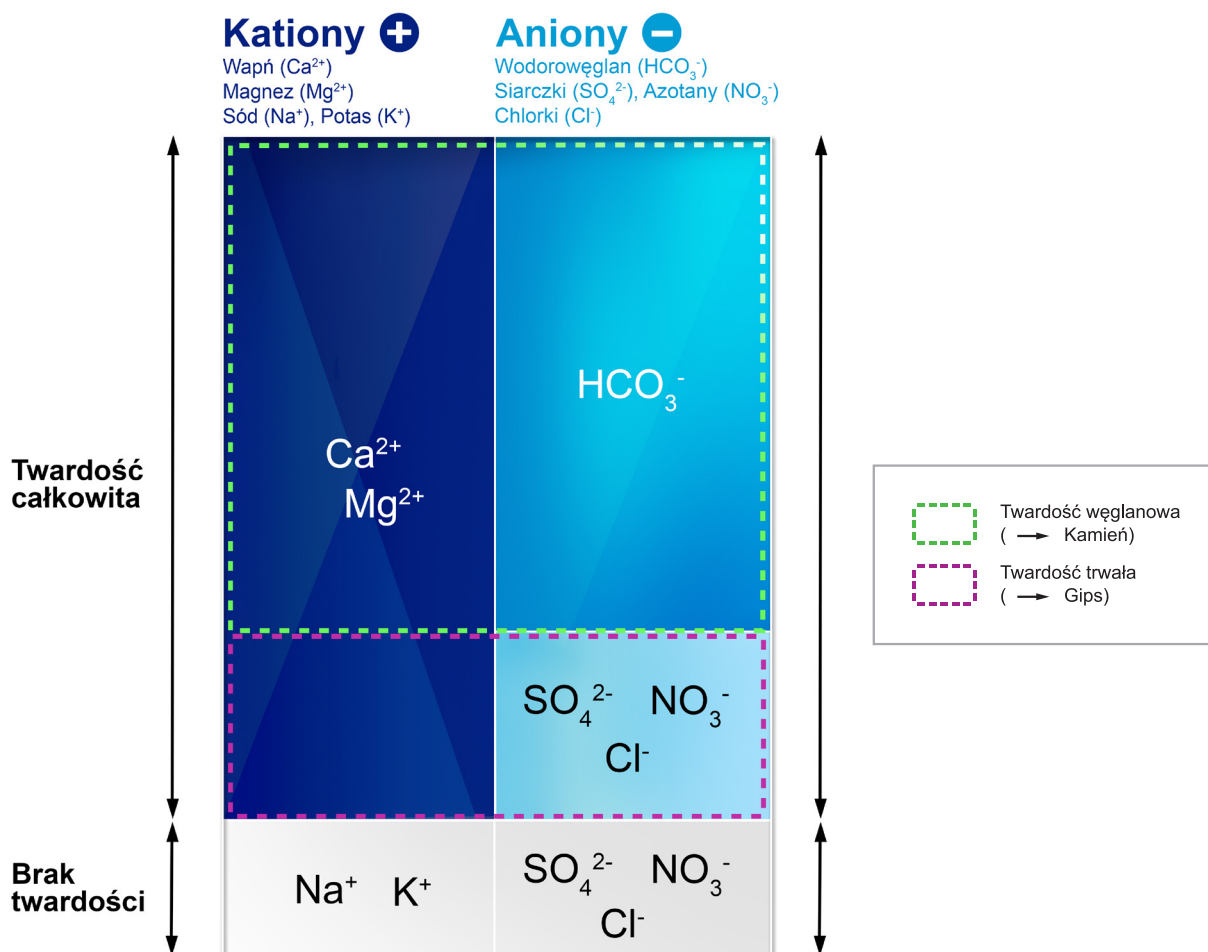 Kationy +
Wapń (Ca²⁺)
Magnez (Mg²⁺)
Sód (Na⁺), Potas (K⁺)
Aniony −
Wodorowęglan (HCO₃⁻)
Siarczki (SO₄²⁻), Azotany (NO₃⁻)
Chlorki (Cl⁻)
Twardość
całkowita
Ca²⁺
Mg²⁺
HCO₃⁻
SO₄²⁻ NO₃⁻
Cl⁻
Brak
twardości
Na⁺ K⁺
SO₄²⁻ NO₃⁻
Cl⁻
Twardość węglanowa
( → Kamień)
Twardość trwała
( → Gips)